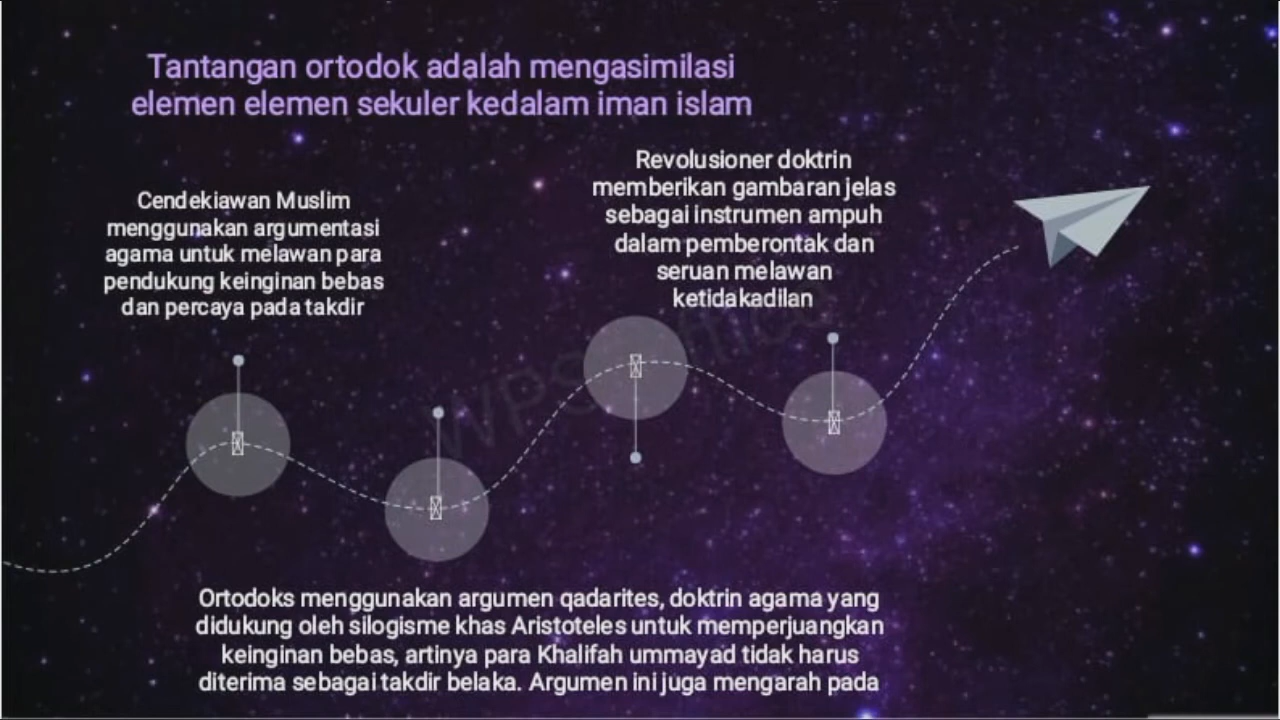 Tantangan ortodok adalah mengasimilasi
elemen elemen sekuler kedalam iman islam
Cendekiawan Muslim
menggunakan argumentasi
agama untuk melawan para
pendukung keinginan bebas
dan percaya pada takdir
Revolusioner doktrin
memberikan gambaran jelas
sebagai instrumen ampuh
dalam pemberontak dan
seruan melawan
ketidakadilan
WPS Office
Ortodoks menggunakan argumen qadarites, doktrin agama yang
didukung oleh silogisme khas Aristoteles untuk memperjuangkan
keinginan bebas, artinya para Khalifah ummayad tidak harus
diterima sebagai takdir belaka. Argumen ini juga mengarah pada